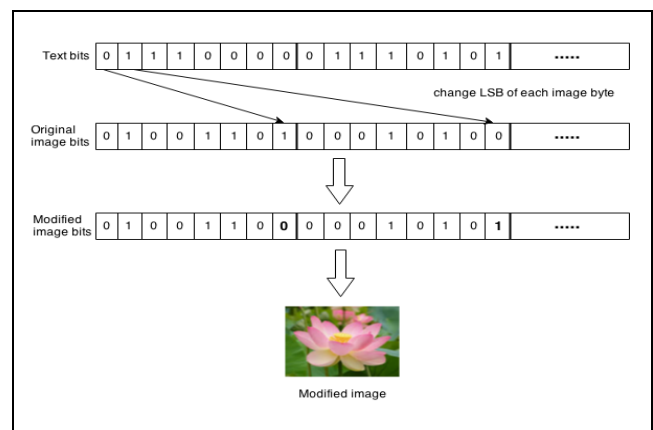 Text bits 0 1 1 1 0 0 0 0 0 1 1 1 0 1 0 1 .....
change LSB of each image byte
Original
image bits 0 1 0 0 1 1 0 1 0 0 0 1 0 1 0 0 .....
Modified
image bits 0 1 0 0 1 1 0 0 0 0 0 1 0 1 0 1 .....
Modified image